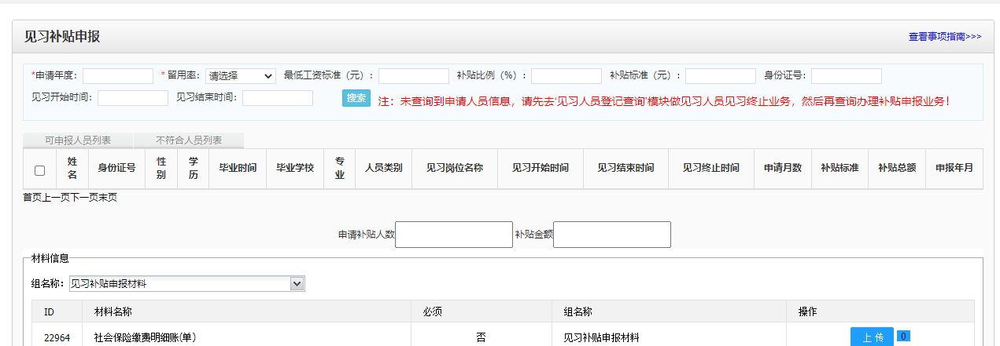 见习补贴申报
查看事项指南>>>
*申请年度： *留用率： 请选择 最低工资标准（元）： 补贴比例（%）： 补贴标准（元）： 身份证号：
见习开始时间： 见习结束时间： 搜索 注：未查询到申请人员信息，请先去'见习人员登记查询'模块做见习人员见习终止业务，然后再查询办理补贴申报业务！
可申报人员列表 不符合人员列表
姓名 身份证号 性别 学历 毕业时间 毕业学校 专业 人员类别 见习岗位名称 见习开始时间 见习结束时间 见习终止时间 申请月数 补贴标准 补贴总额 申报年月
首页上一页下一页末页
申请补贴人数 补贴金额
材料信息
组名称： 见习补贴申报材料
ID 材料名称 必须 组名称 操作
22964 社会保险缴费明细账(单） 否 见习补贴申报材料 上 传 0